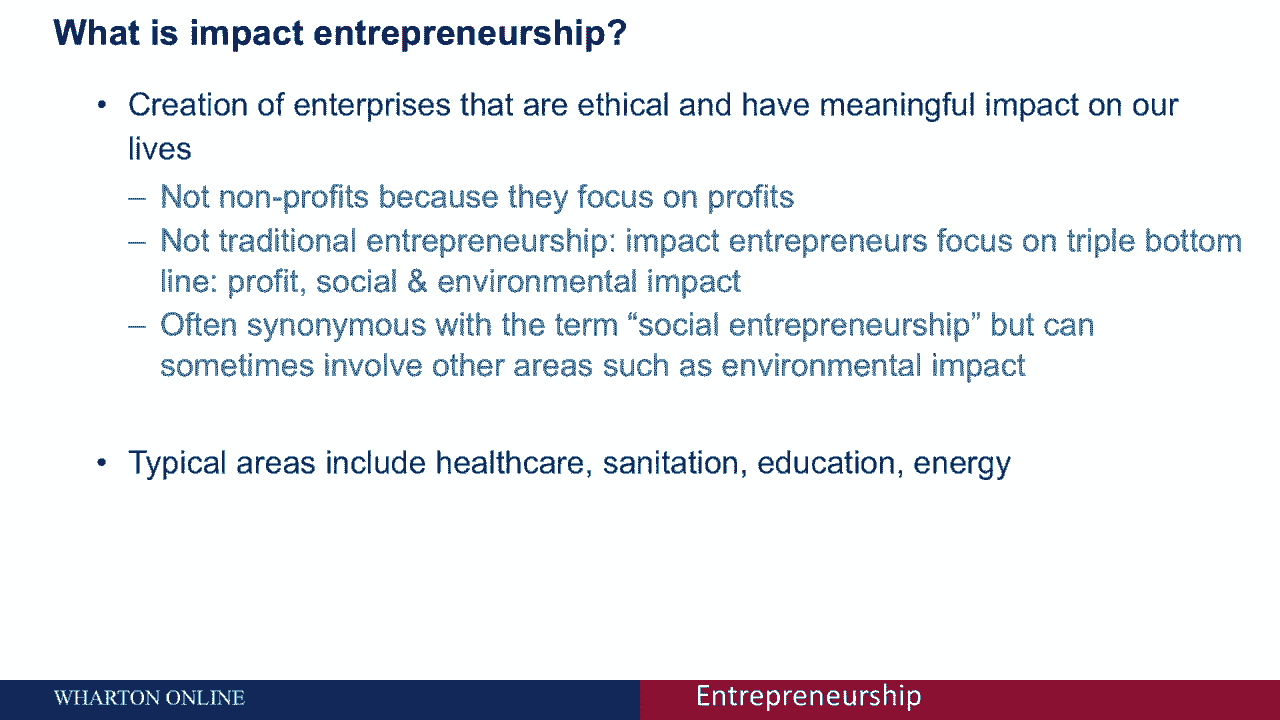 What is impact entrepreneurship?
• Creation of enterprises that are ethical and have meaningful impact on our
lives
– Not non-profits because they focus on profits
– Not traditional entrepreneurship: impact entrepreneurs focus on triple bottom
line: profit, social & environmental impact
– Often synonymous with the term “social entrepreneurship” but can
sometimes involve other areas such as environmental impact
• Typical areas include healthcare, sanitation, education, energy
WHARTON ONLINE
Entrepreneurship